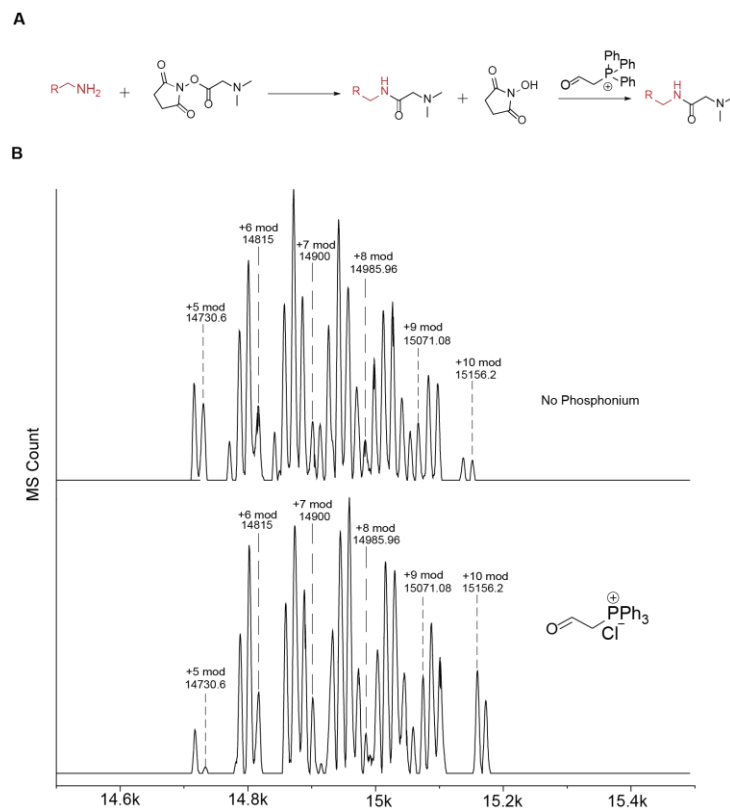 A
R
NH₂
+
O
N
O
O
O
N
R
H
N
O
N
+
O
N
OH
O
O
Ph
Ph
P
Ph
⊕
R
H
N
O
N
B
+5 mod
14730.6
+6 mod
14815
+7 mod
14900
+8 mod
14985.96
+9 mod
15071.08
+10 mod
15156.2
No Phosphonium
MS Count
+5 mod
14730.6
+6 mod
14815
+7 mod
14900
+8 mod
14985.96
+9 mod
15071.08
+10 mod
15156.2
⊕
O PPh₃
Cl⁻
14.6k 14.8k 15k 15.2k 15.4k